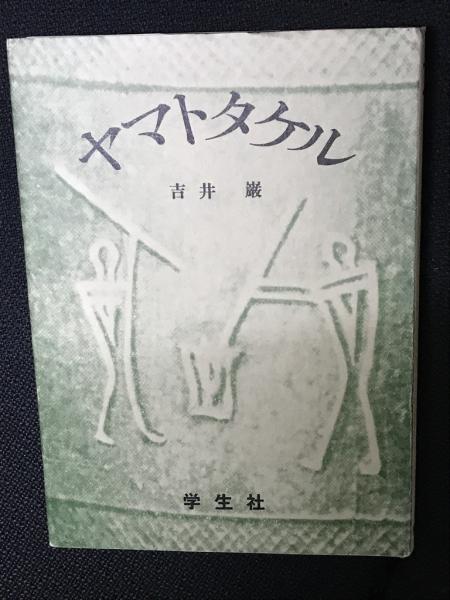 ヤマトタケル
吉井 巌
学生社